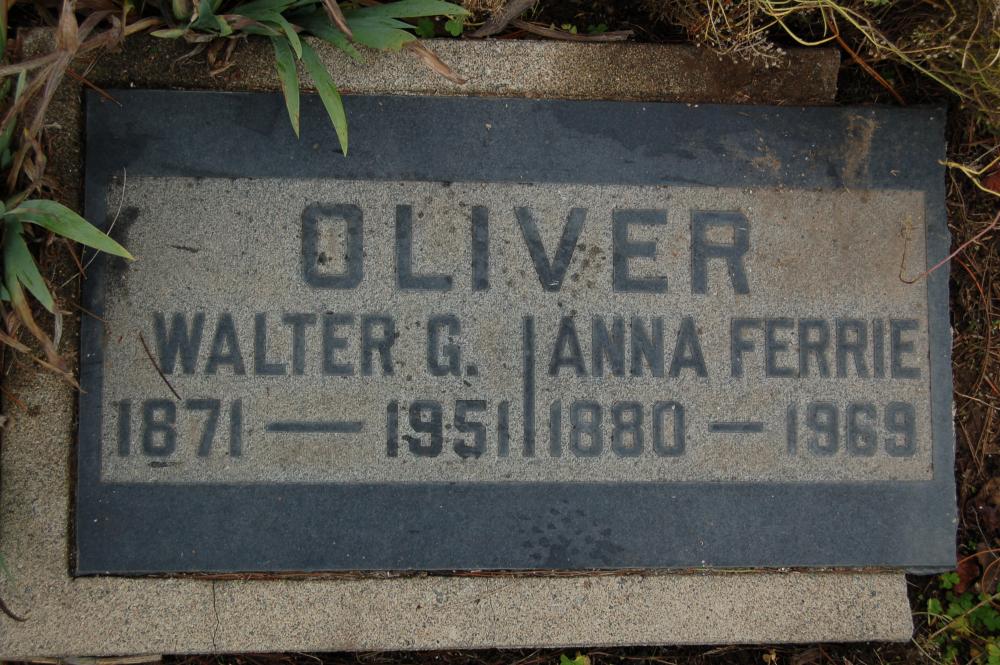 OLIVER
WALTER G. ANNA FERRIE
1871 — 1951 1880 — 1969